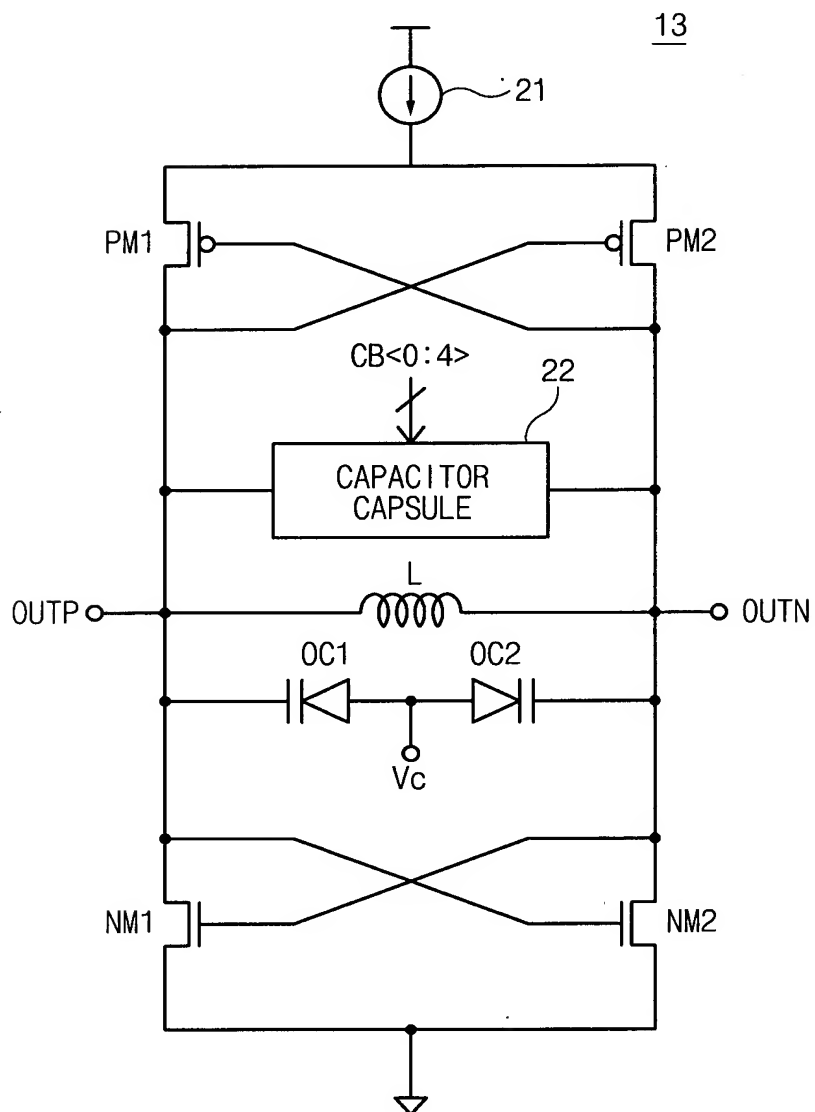 13
21
PM1
PM2
CB<0:4>
22
CAPACITOR
CAPSULE
L
OUTP
OUTN
OC1
OC2
Vc
NM1
NM2